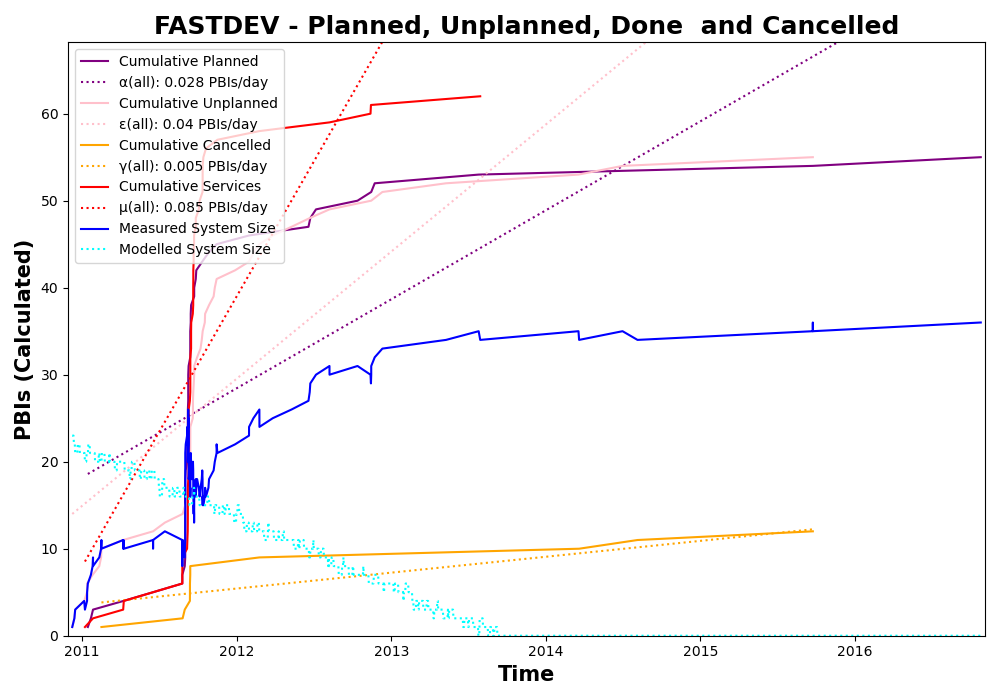 FASTDEV - Planned, Unplanned, Done  and Cancelled
Cumulative Planned
α(all): 0.028 PBIs/day
Cumulative Unplanned
ε(all): 0.04 PBIs/day
Cumulative Cancelled
γ(all): 0.005 PBIs/day
Cumulative Services
μ(all): 0.085 PBIs/day
Measured System Size
Modelled System Size
PBIs (Calculated)
60
50
40
30
20
10
0
2011 2012 2013 2014 2015 2016
Time